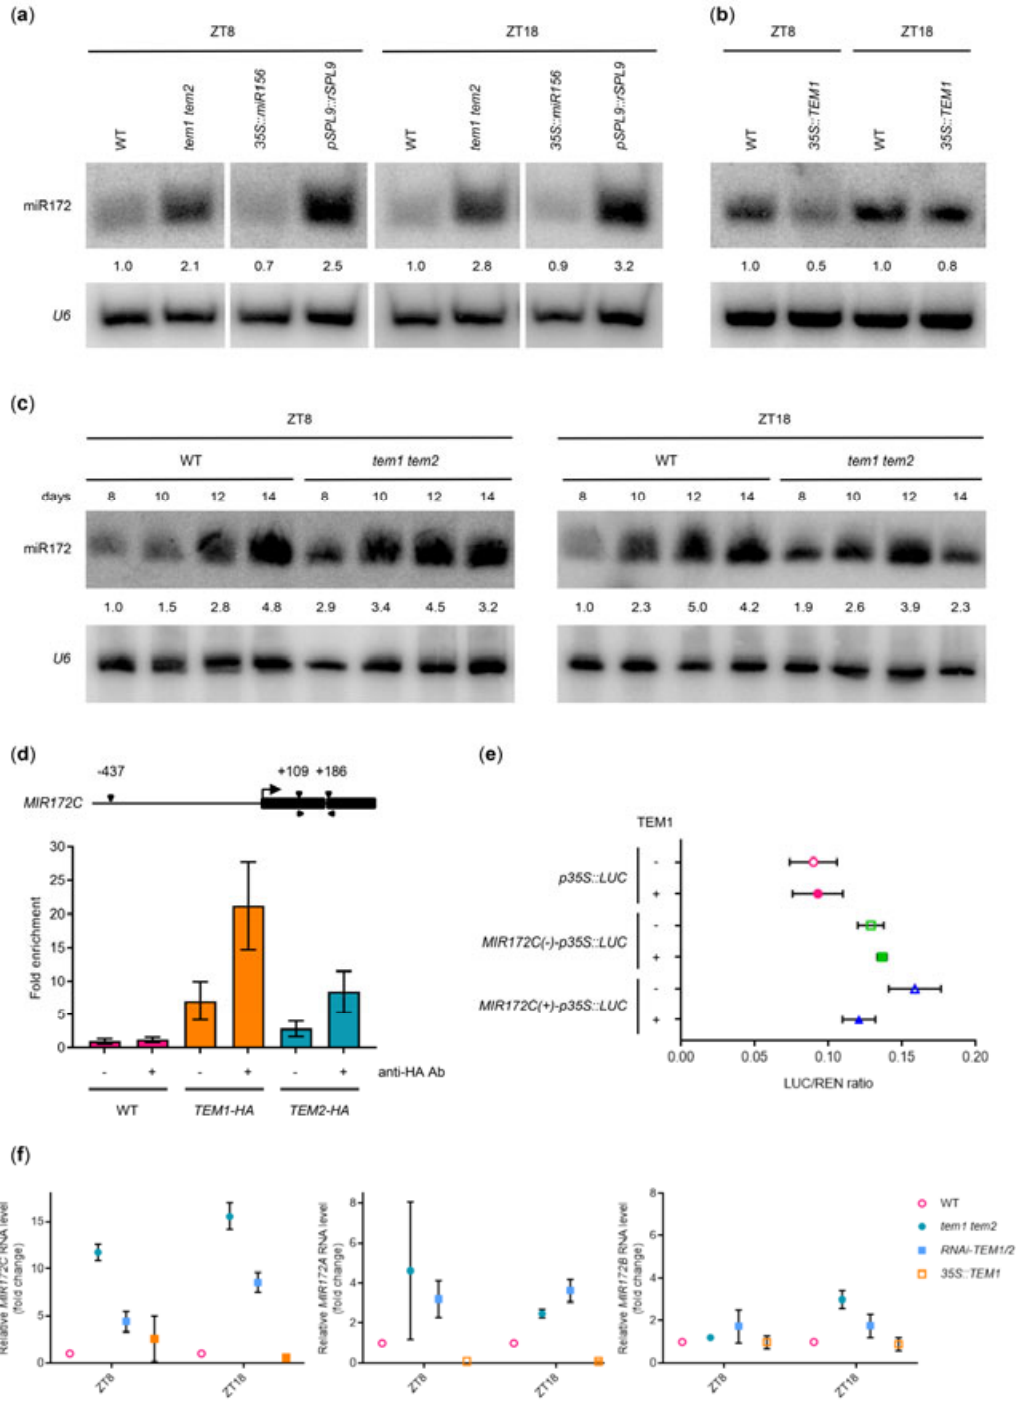 (a)
ZT8 ZT18
WT tem1 tem2 35S::miR156 pSPL9::rSPL9 WT tem1 tem2 35S::miR156 pSPL9::rSPL9
miR172
1.0 2.1 0.7 2.5 1.0 2.8 0.9 3.2
U6
(b)
ZT8 ZT18
WT 35S::TEM1 WT 35S::TEM1
1.0 0.5 1.0 0.8
(c)
ZT8 ZT18
WT tem1 tem2 WT tem1 tem2
days 8 10 12 14 8 10 12 14 8 10 12 14 8 10 12 14
miR172
1.0 1.5 2.8 4.8 2.9 3.4 4.5 3.2 1.0 2.3 5.0 4.2 1.9 2.6 3.9 2.3
U6
(d)
-437 +109 +186
MIR172C
Fold enrichment
30
25
20
15
10
5
0
- + - + - + anti-HA Ab
WT TEM1-HA TEM2-HA
(e)
TEM1
p35S::LUC - +
MIR172C(-)-p35S::LUC - +
MIR172C(+)-p35S::LUC - +
0.00 0.05 0.10 0.15 0.20
LUC/REN ratio
(f)
Relative MIR172C RNA level
(fold change)
15
10
5
0
ZT8 ZT18
Relative MIR172A RNA level
(fold change)
8
6
4
2
0
ZT8 ZT18
Relative MIR172B RNA level
(fold change)
8
6
4
2
0
ZT8 ZT18
WT
tem1 tem2
RNAi-TEM1/2
35S::TEM1